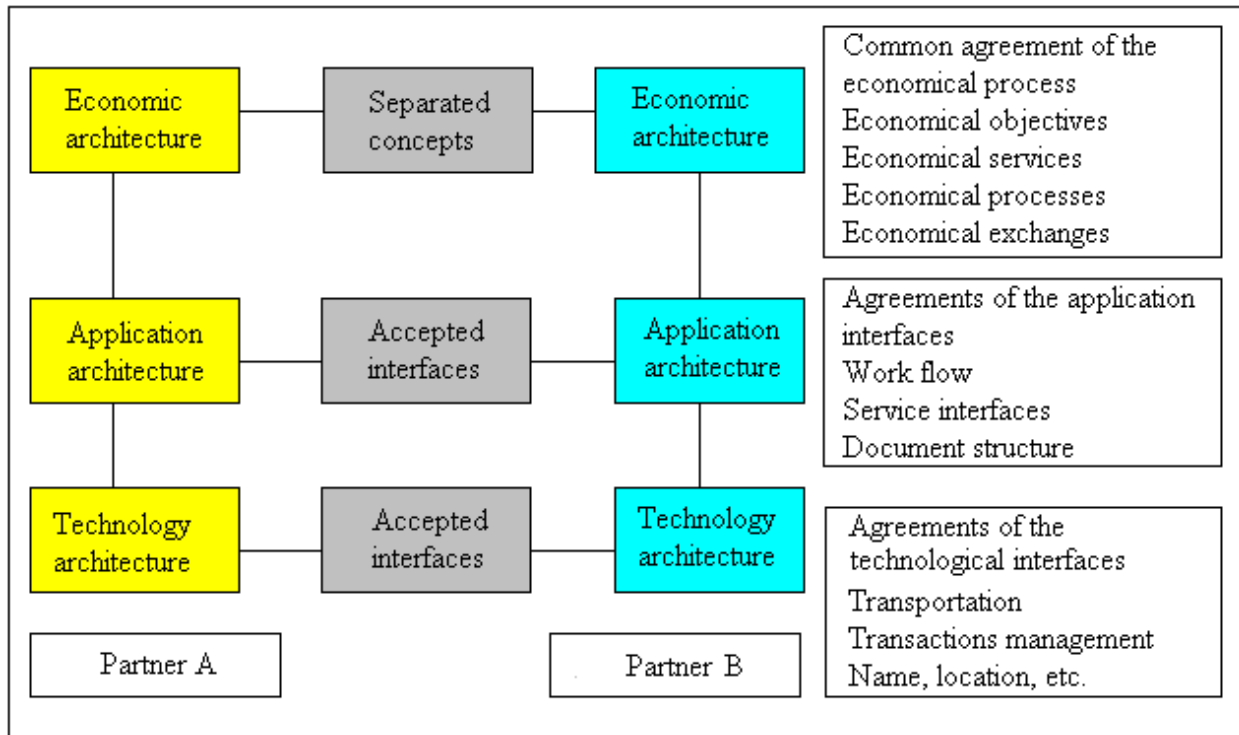 Economic
architecture
Separated
concepts
Economic
architecture
Common agreement of the
economical process
Economical objectives
Economical services
Economical processes
Economical exchanges
Application
architecture
Accepted
interfaces
Application
architecture
Agreements of the application
interfaces
Work flow
Service interfaces
Document structure
Technology
architecture
Accepted
interfaces
Technology
architecture
Agreements of the
technological interfaces
Transportation
Transactions management
Name, location, etc.
Partner A
Partner B